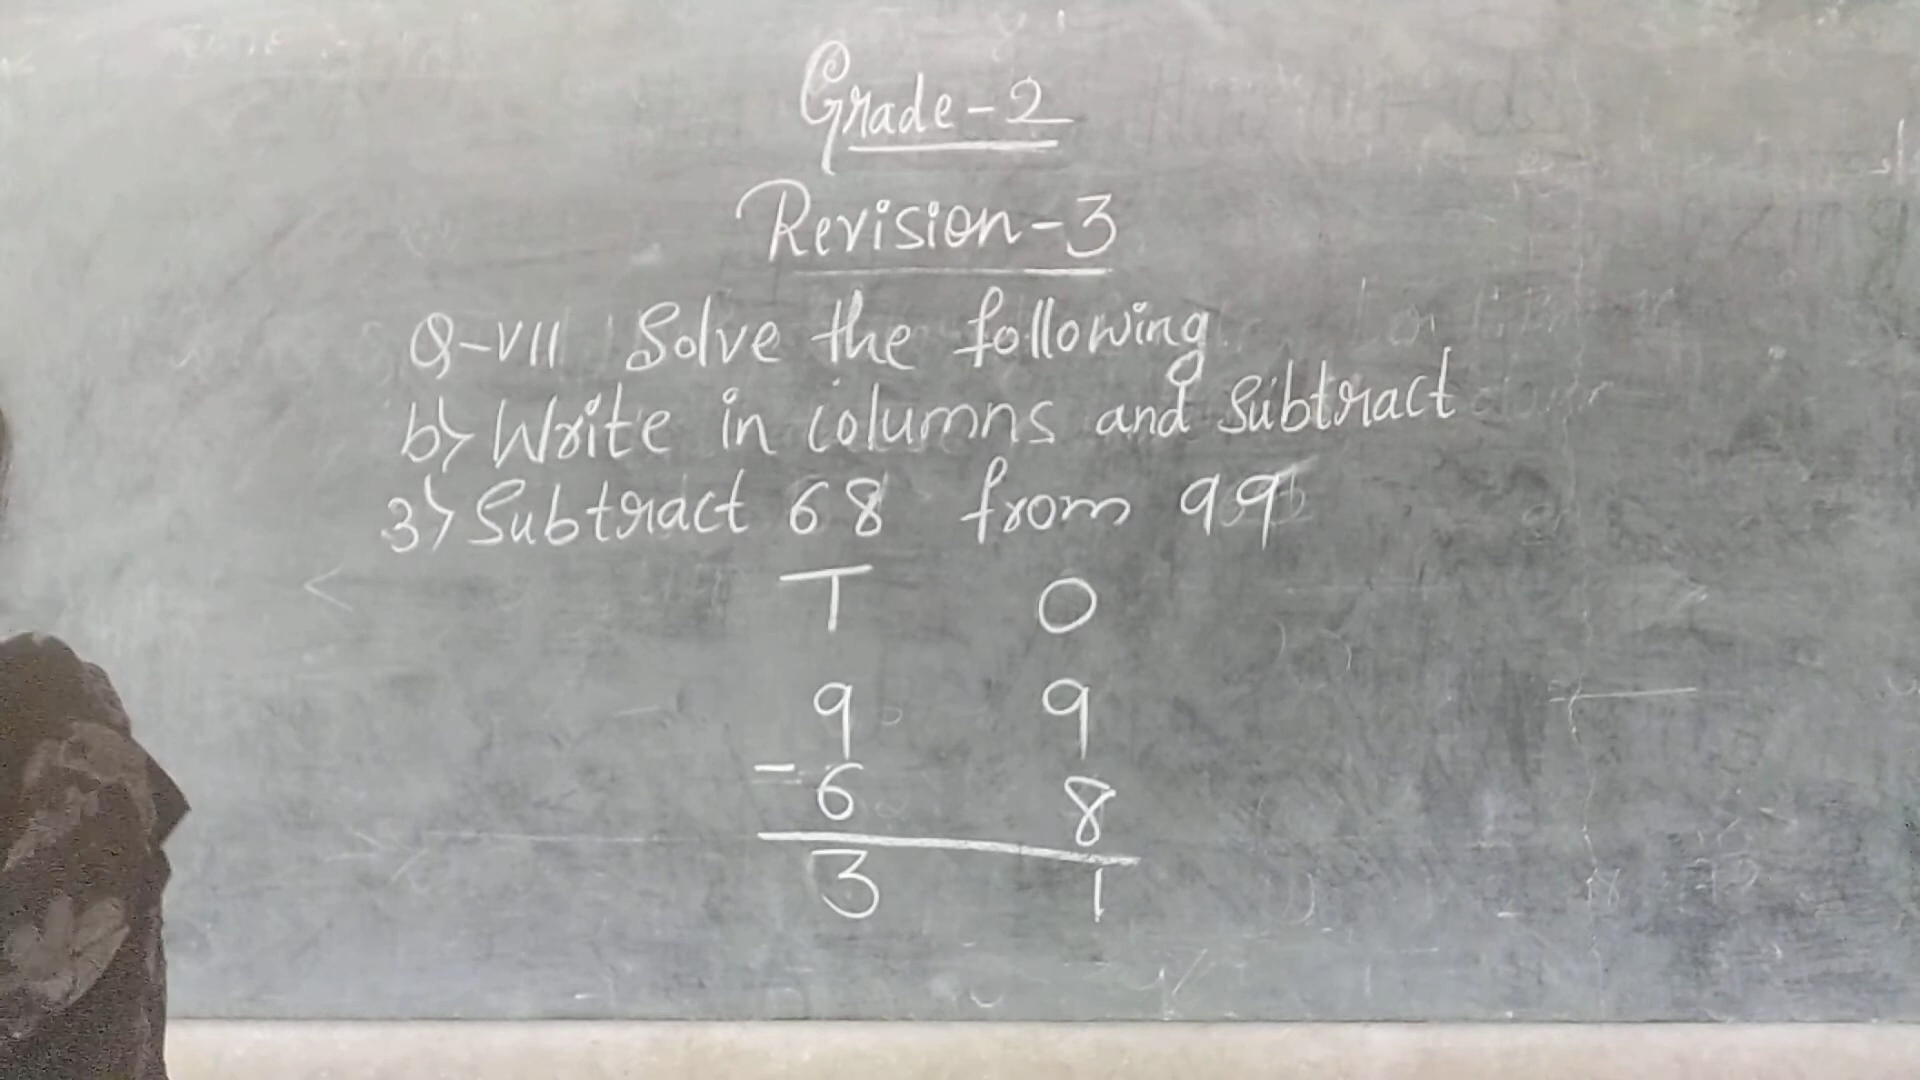 Grade-2
Revision-3
Q-VII Solve the following
b) Write in columns and subtract
3) Subtract 68 from 99
T O
9 9
- 6 8
3 1